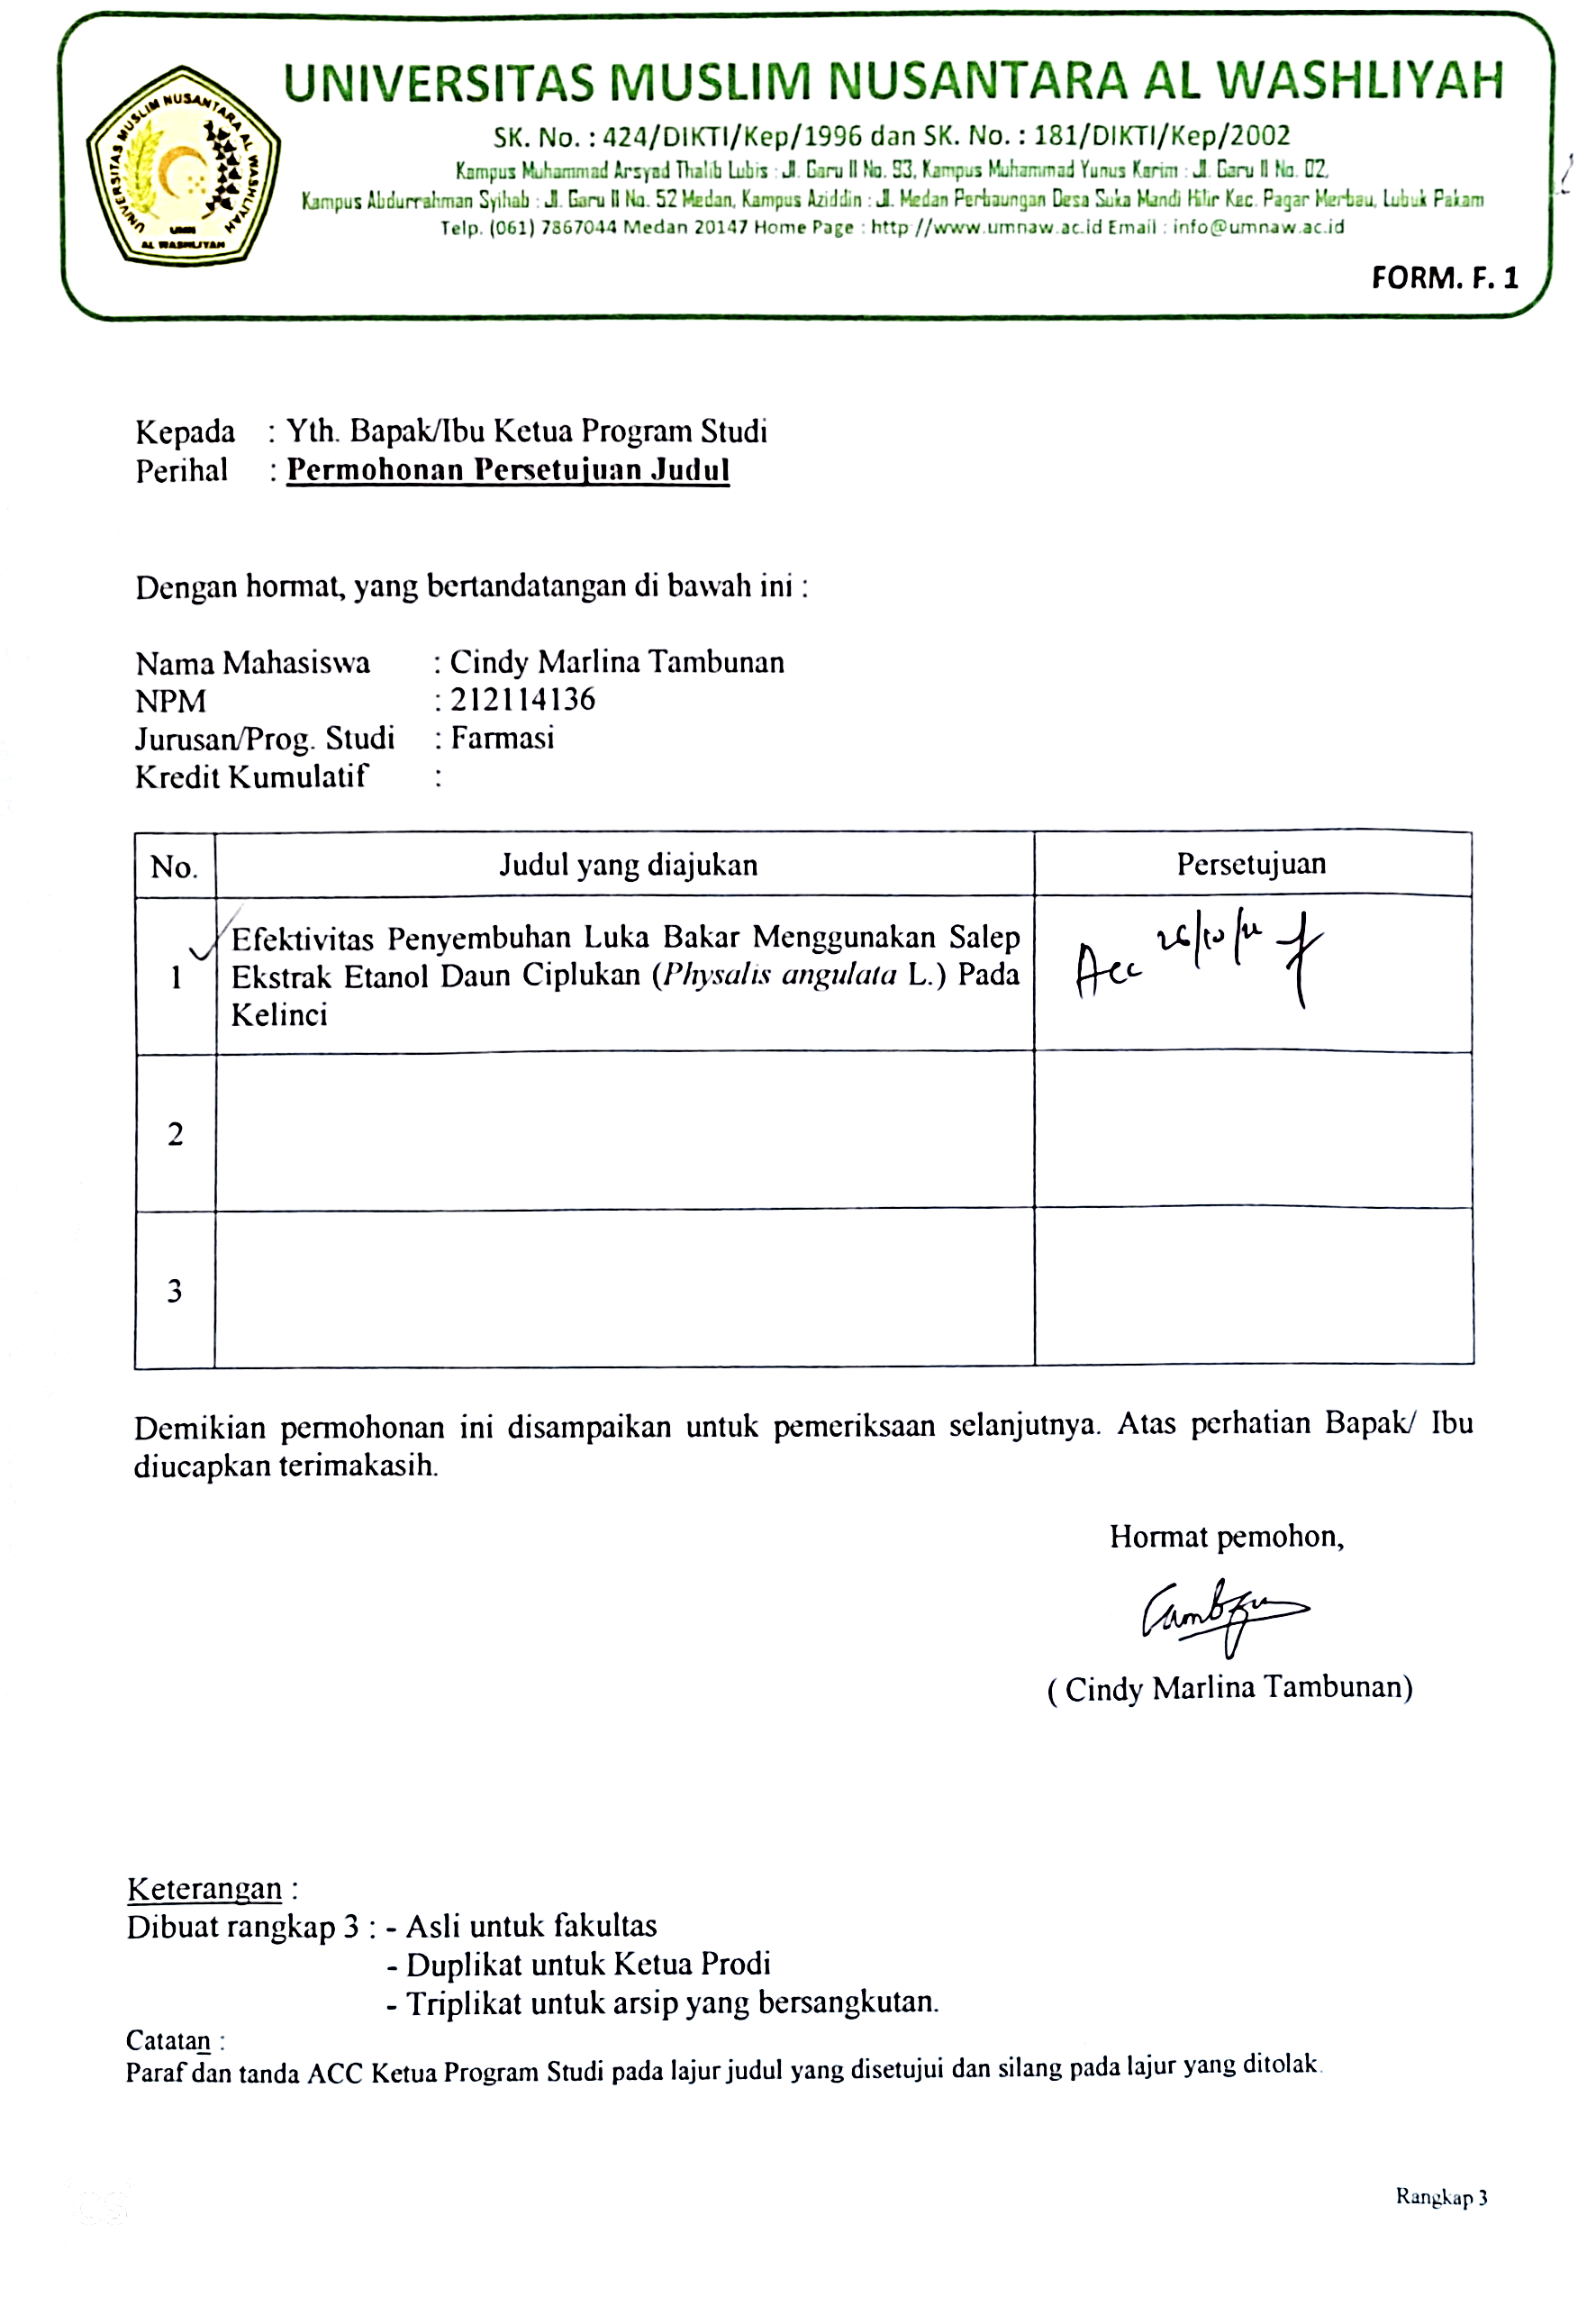 UNIVERSITAS MUSLIM NUSANTARA AL WASHLIYAH
SK. No. : 424/DIKTI/Kep/1996 dan SK. No. : 181/DIKTI/Kep/2002
Kampus Muhammad Arsyad Thalib Lubis : Jl. Garu II No. 93, Kampus Muhammad Yunus Karim : Jl. Garu II No. 02,
Kampus Abdurrahman Syihab : Jl. Garu II No. 52 Medan, Kampus Aziddin : Jl. Medan Perbaungan Desa Suka Mandi Hilir Kec. Pagar Merbau, Lubuk Pakam
Telp. (061) 7867044 Medan 20147 Home Page : http //www.umnaw.ac.id Email : info@umnaw.ac.id
UNIVERSITAS MUSLIM NUSANTARA AL WASHLIYAH
UMN
AL WASHLIYAH
FORM. F. 1
Kepada : Yth. Bapak/Ibu Ketua Program Studi
Perihal : Permohonan Persetujuan Judul
Dengan hormat, yang bertandatangan di bawah ini :
Nama Mahasiswa : Cindy Marlina Tambunan
NPM : 212114136
Jurusan/Prog. Studi : Farmasi
Kredit Kumulatif :
No. Judul yang diajukan Persetujuan
1 Efektivitas Penyembuhan Luka Bakar Menggunakan Salep
Ekstrak Etanol Daun Ciplukan (Physalis angulata L.) Pada
Kelinci
Acc
2
3
Demikian permohonan ini disampaikan untuk pemeriksaan selanjutnya. Atas perhatian Bapak/ Ibu
diucapkan terimakasih.
Hormat pemohon,
( Cindy Marlina Tambunan)
Keterangan :
Dibuat rangkap 3 : - Asli untuk fakultas
- Duplikat untuk Ketua Prodi
- Triplikat untuk arsip yang bersangkutan.
Catatan :
Paraf dan tanda ACC Ketua Program Studi pada lajur judul yang disetujui dan silang pada lajur yang ditolak.
Rangkap 3